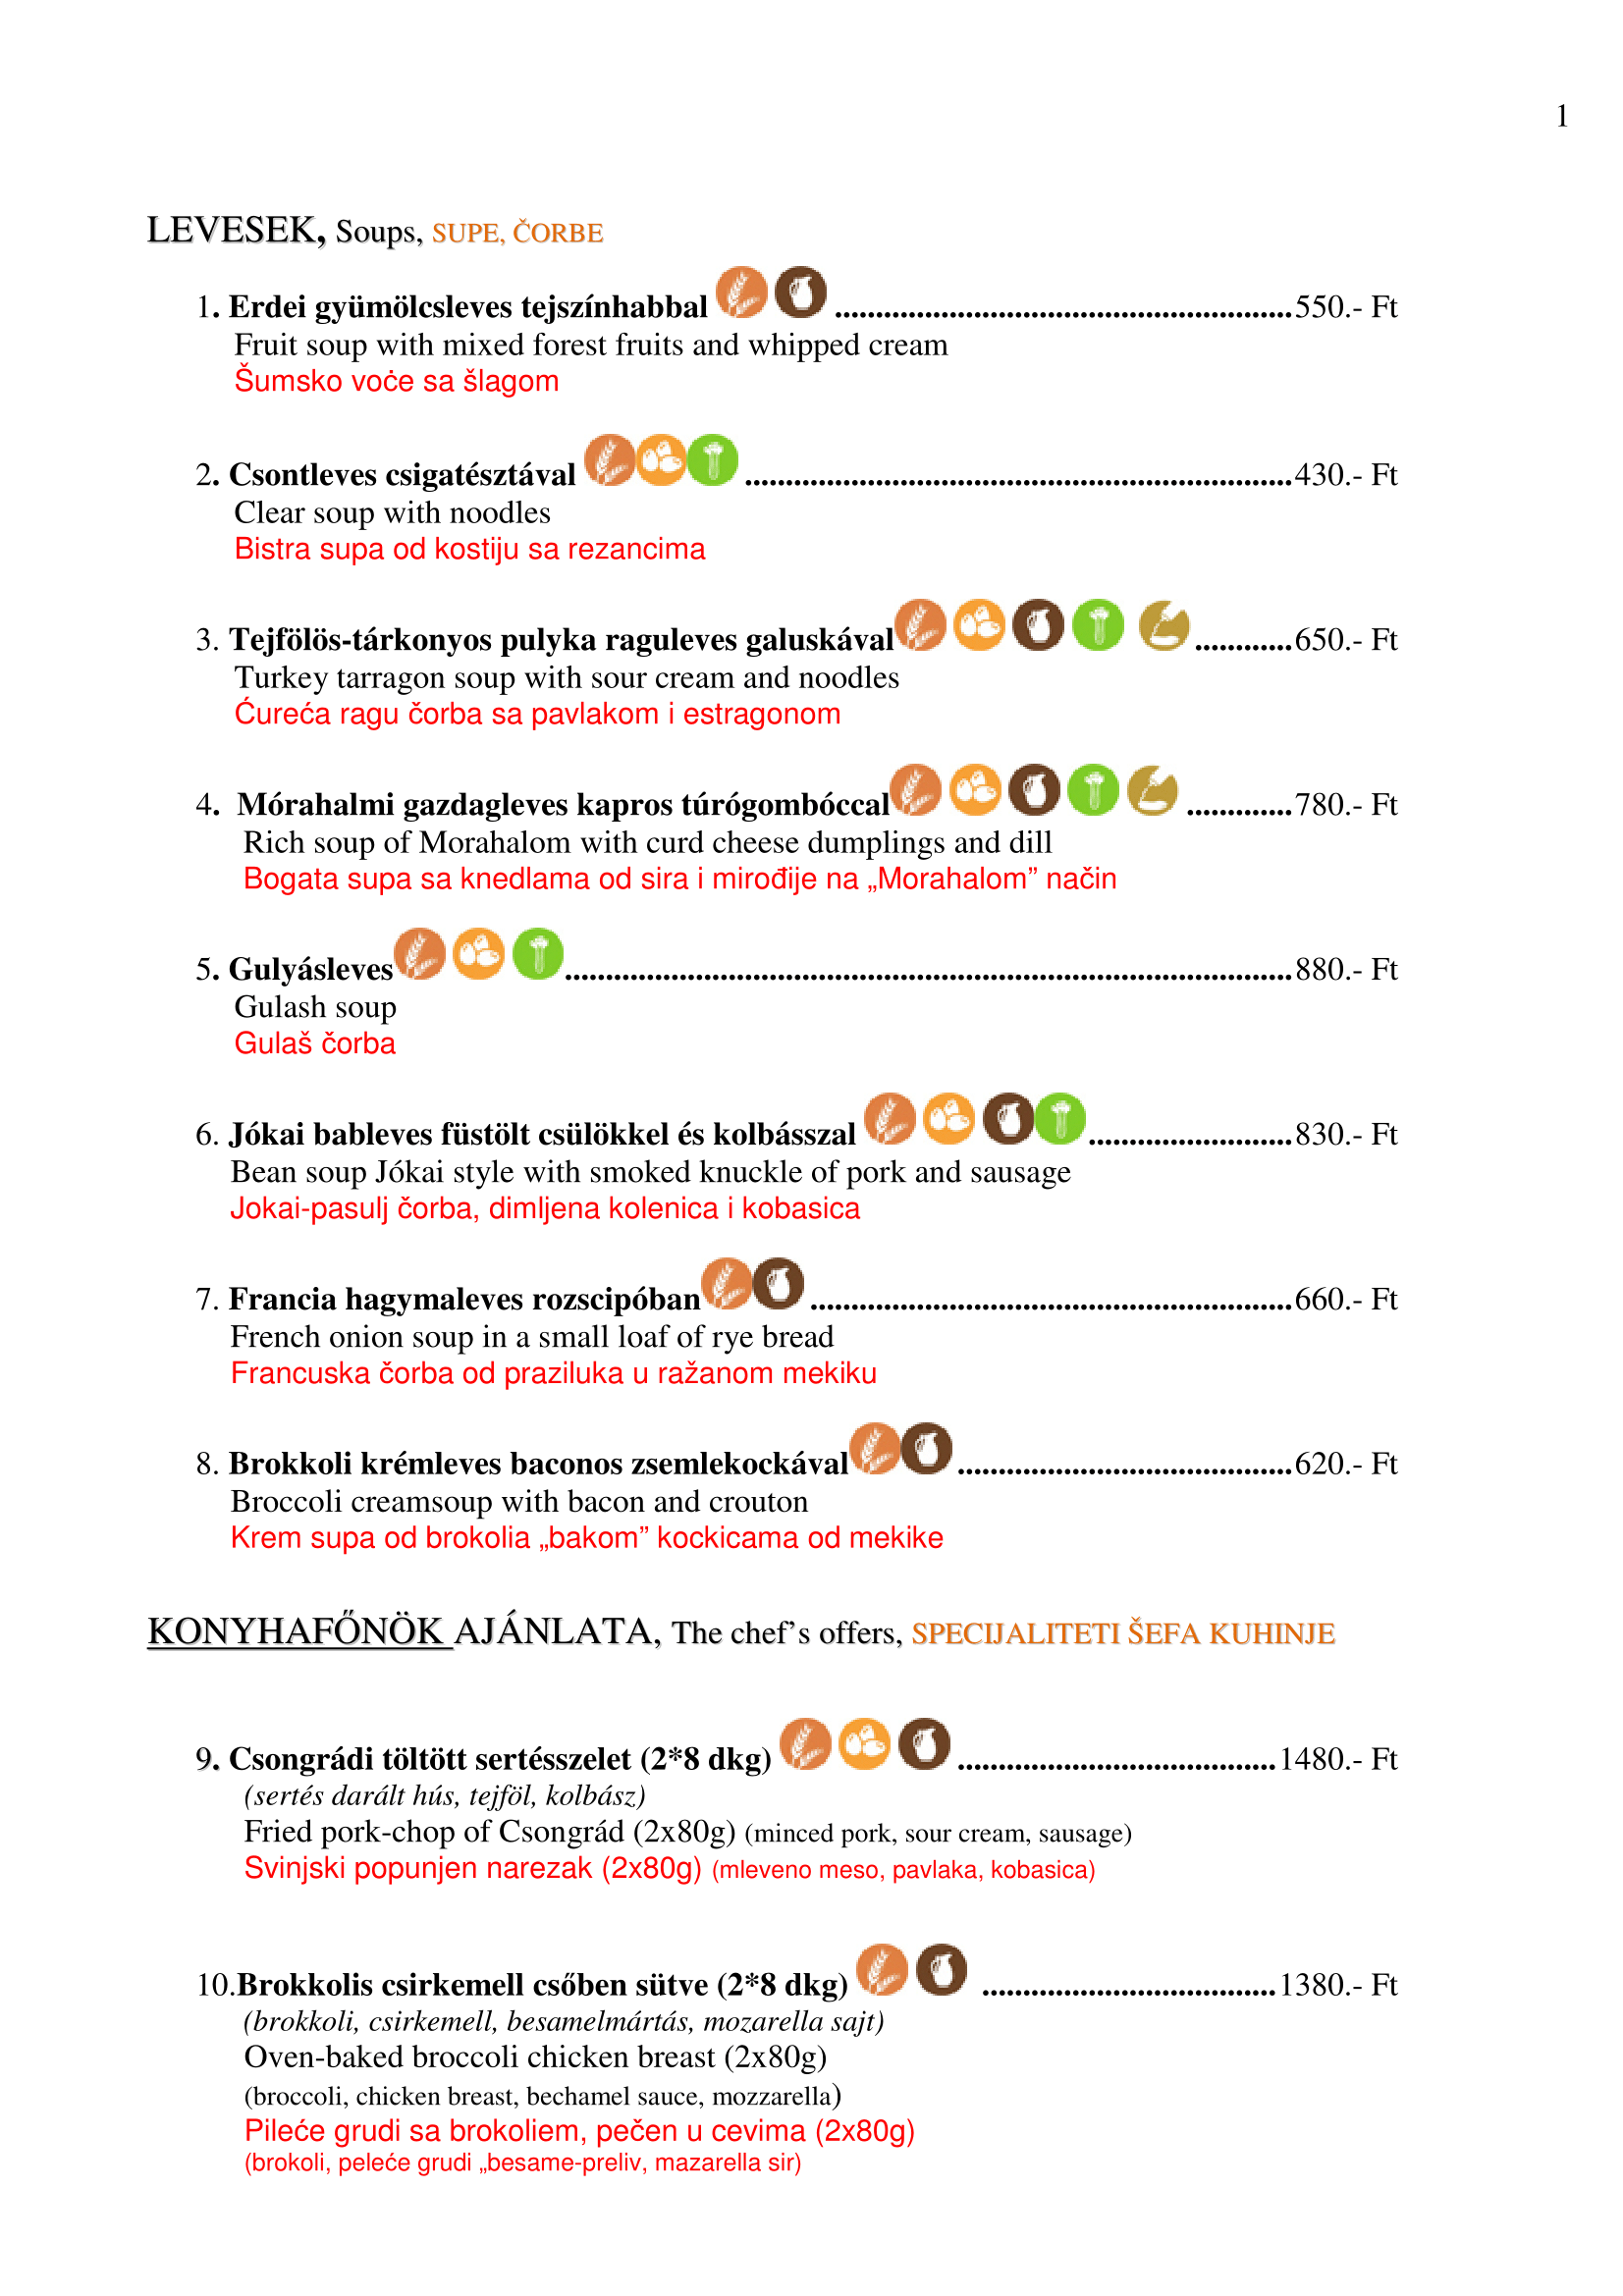 1
LEVESEK, Soups, SUPE, ČORBE
1. Erdei gyümölcsleves tejszínhabbal ........................................................550.- Ft
Fruit soup with mixed forest fruits and whipped cream
Šumsko voċe sa šlagom
2. Csontleves csigatésztával ...................................................................430.- Ft
Clear soup with noodles
Bistra supa od kostiju sa rezancima
3. Tejfölös-tárkonyos pulyka raguleves galuskával ............650.- Ft
Turkey tarragon soup with sour cream and noodles
Ćureća ragu čorba sa pavlakom i estragonom
4. Mórahalmi gazdagleves kapros túrógombóccal .............780.- Ft
Rich soup of Morahalom with curd cheese dumplings and dill
Bogata supa sa knedlama od sira i mirođije na „Morahalom” način
5. Gulyásleves.........................................................................................880.- Ft
Gulash soup
Gulaš čorba
6. Jókai bableves füstölt csülökkel és kolbásszal .........................830.- Ft
Bean soup Jókai style with smoked knuckle of pork and sausage
Jokai-pasulj čorba, dimljena kolenica i kobasica
7. Francia hagymaleves rozscipóban ...........................................................660.- Ft
French onion soup in a small loaf of rye bread
Francuska čorba od praziluka u ražanom mekiku
8. Brokkoli krémleves baconos zsemlekockával .........................................620.- Ft
Broccoli creamsoup with bacon and crouton
Krem supa od brokolia „bakom” kockicama od mekike
KONYHAFŐNÖK AJÁNLATA, The chef’s offers, SPECIJALITETI ŠEFA KUHINJE
9. Csongrádi töltött sertésszelet (2*8 dkg) .......................................1480.- Ft
(sertés darált hús, tejföl, kolbász)
Fried pork-chop of Csongrád (2x80g) (minced pork, sour cream, sausage)
Svinjski popunjen narezak (2x80g) (mleveno meso, pavlaka, kobasica)
10.Brokkolis csirkemell csőben sütve (2*8 dkg) ....................................1380.- Ft
(brokkoli, csirkemell, besamelmártás, mozarella sajt)
Oven-baked broccoli chicken breast (2x80g)
(broccoli, chicken breast, bechamel sauce, mozzarella)
Pileće grudi sa brokoliem, pečen u cevima (2x80g)
(brokoli, peleće grudi „besame-preliv, mazarella sir)